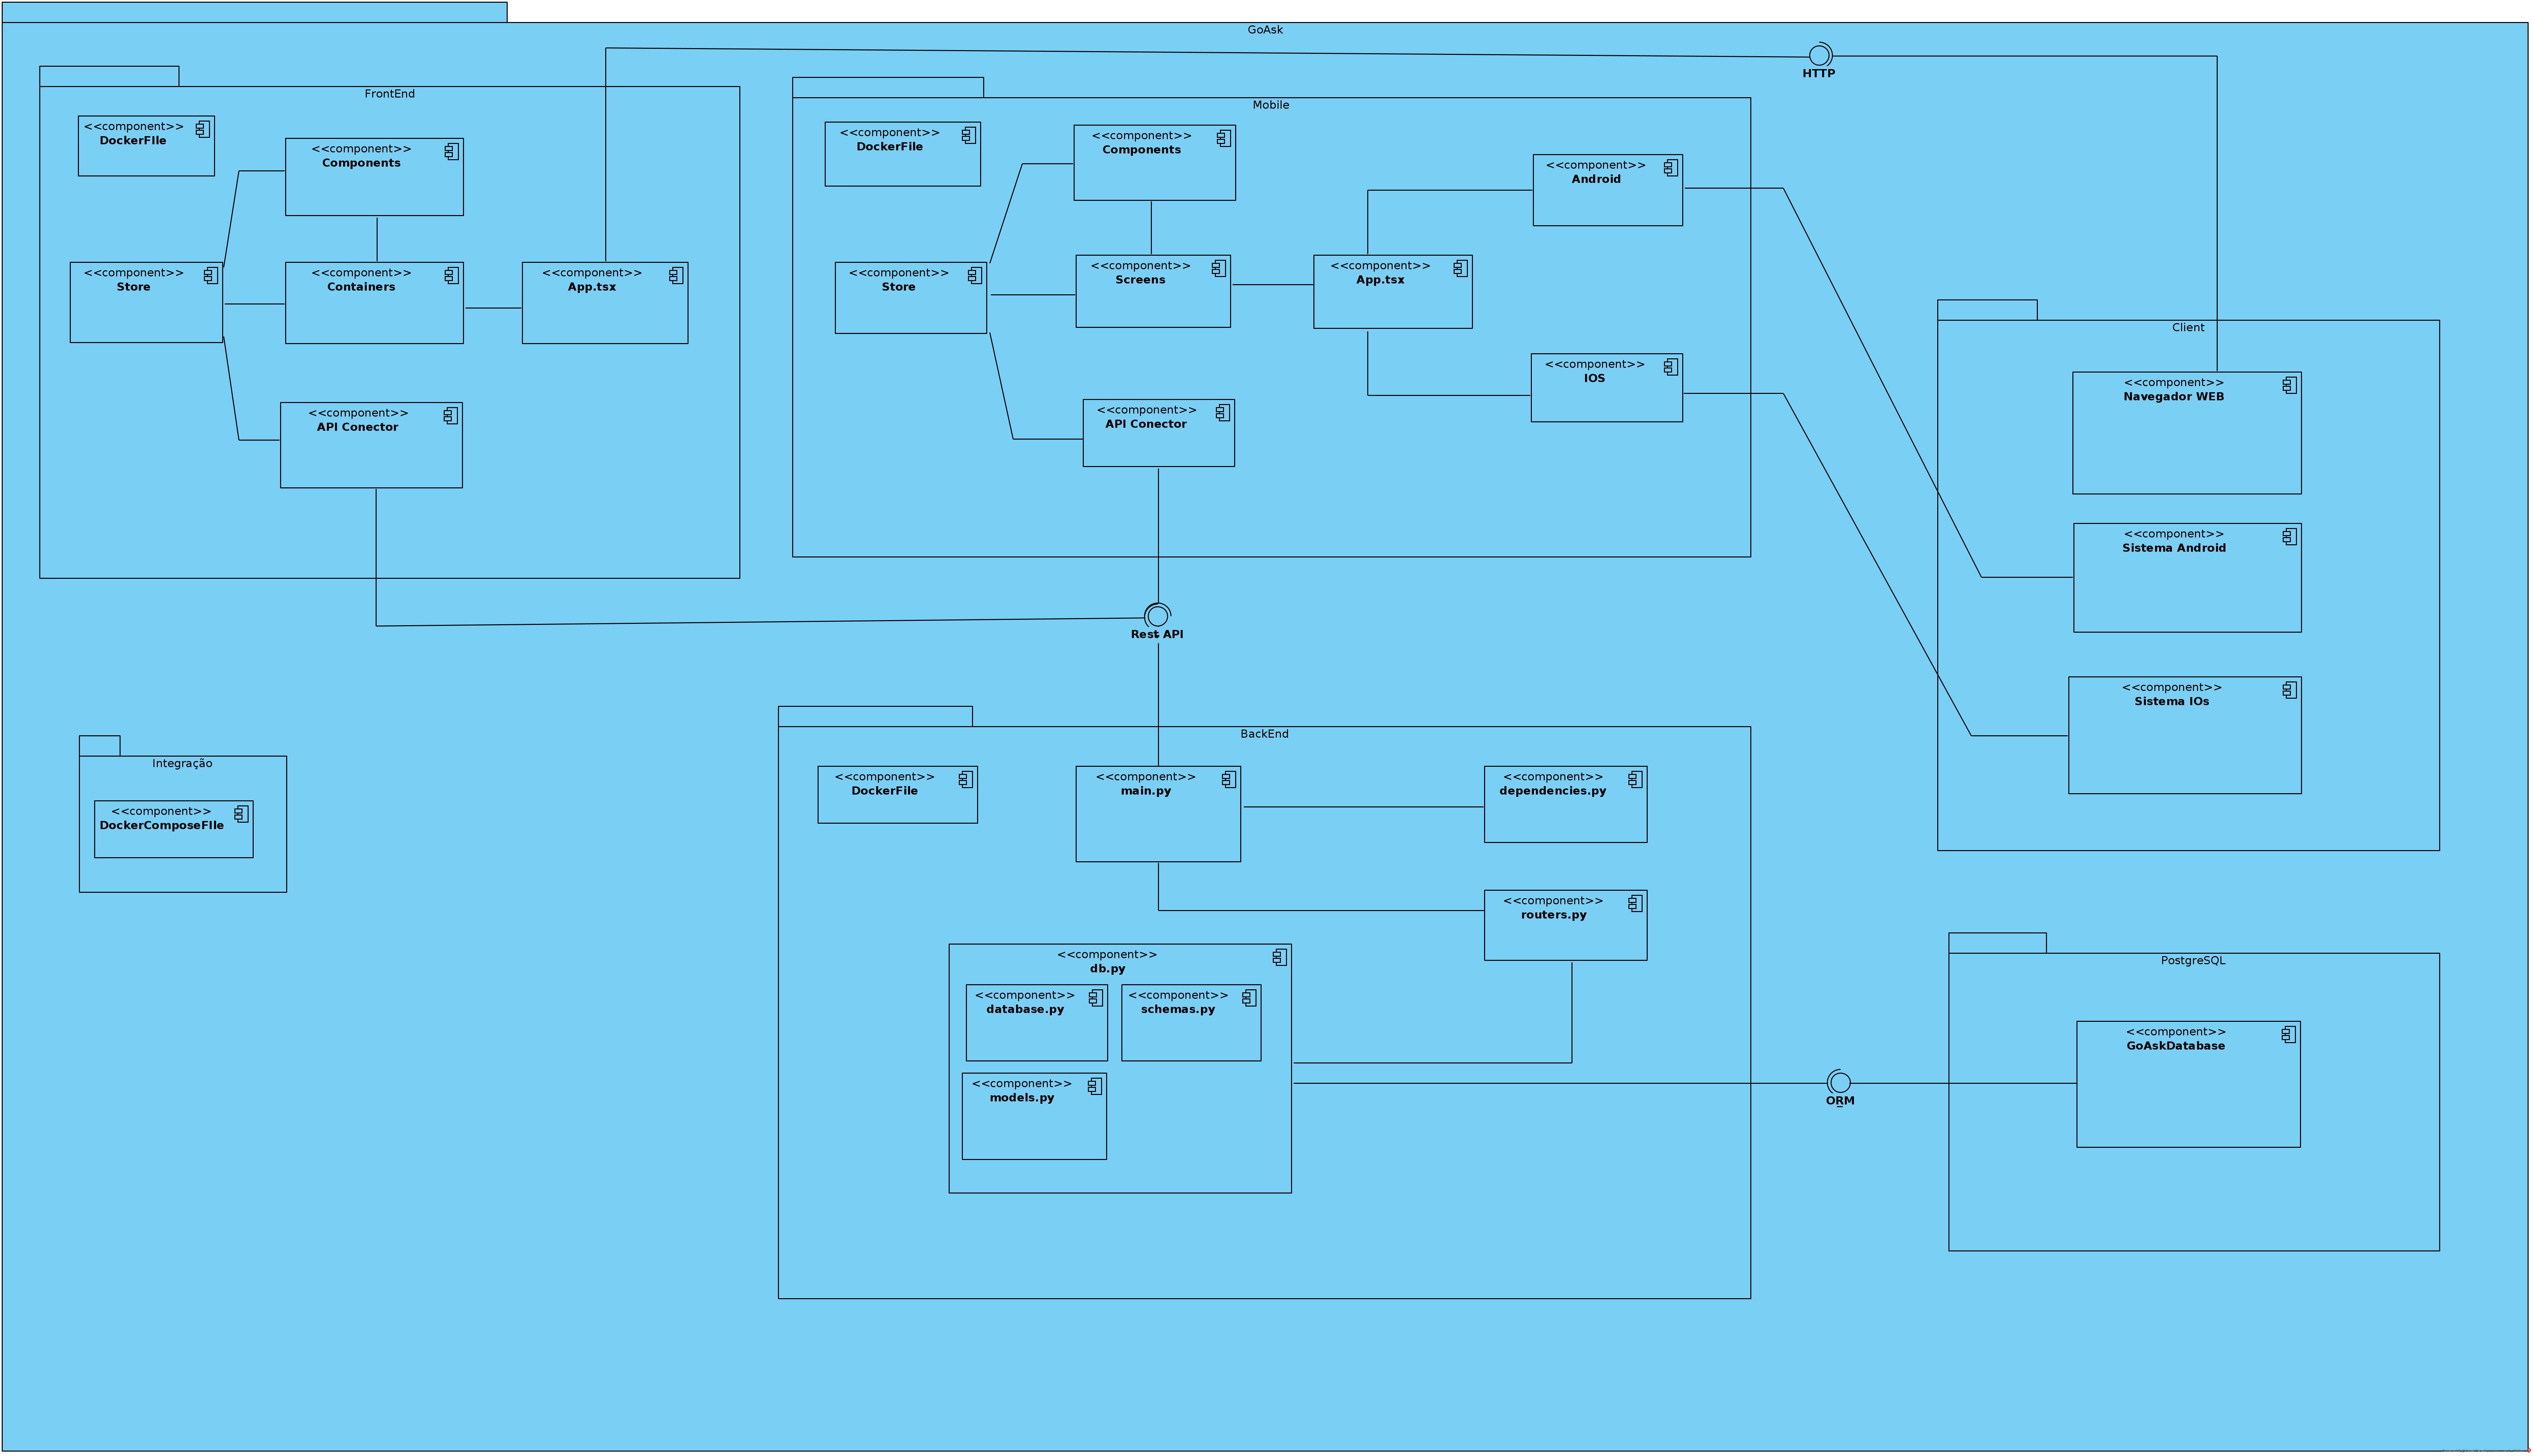 GoAsk
HTTP
FrontEnd
<<component>>
DockerFIle
<<component>>
Components
<<component>>
Store
<<component>>
Containers
<<component>>
App.tsx
<<component>>
API Conector
Mobile
<<component>>
DockerFile
<<component>>
Components
<<component>>
Android
<<component>>
Store
<<component>>
Screens
<<component>>
App.tsx
<<component>>
IOS
<<component>>
API Conector
Client
<<component>>
Navegador WEB
<<component>>
Sistema Android
<<component>>
Sistema IOs
Rest API
Integração
<<component>>
DockerComposeFIle
BackEnd
<<component>>
DockerFile
<<component>>
main.py
<<component>>
dependencies.py
<<component>>
routers.py
<<component>>
db.py
<<component>>
database.py
<<component>>
schemas.py
<<component>>
models.py
ORM
PostgreSQL
<<component>>
GoAskDatabase